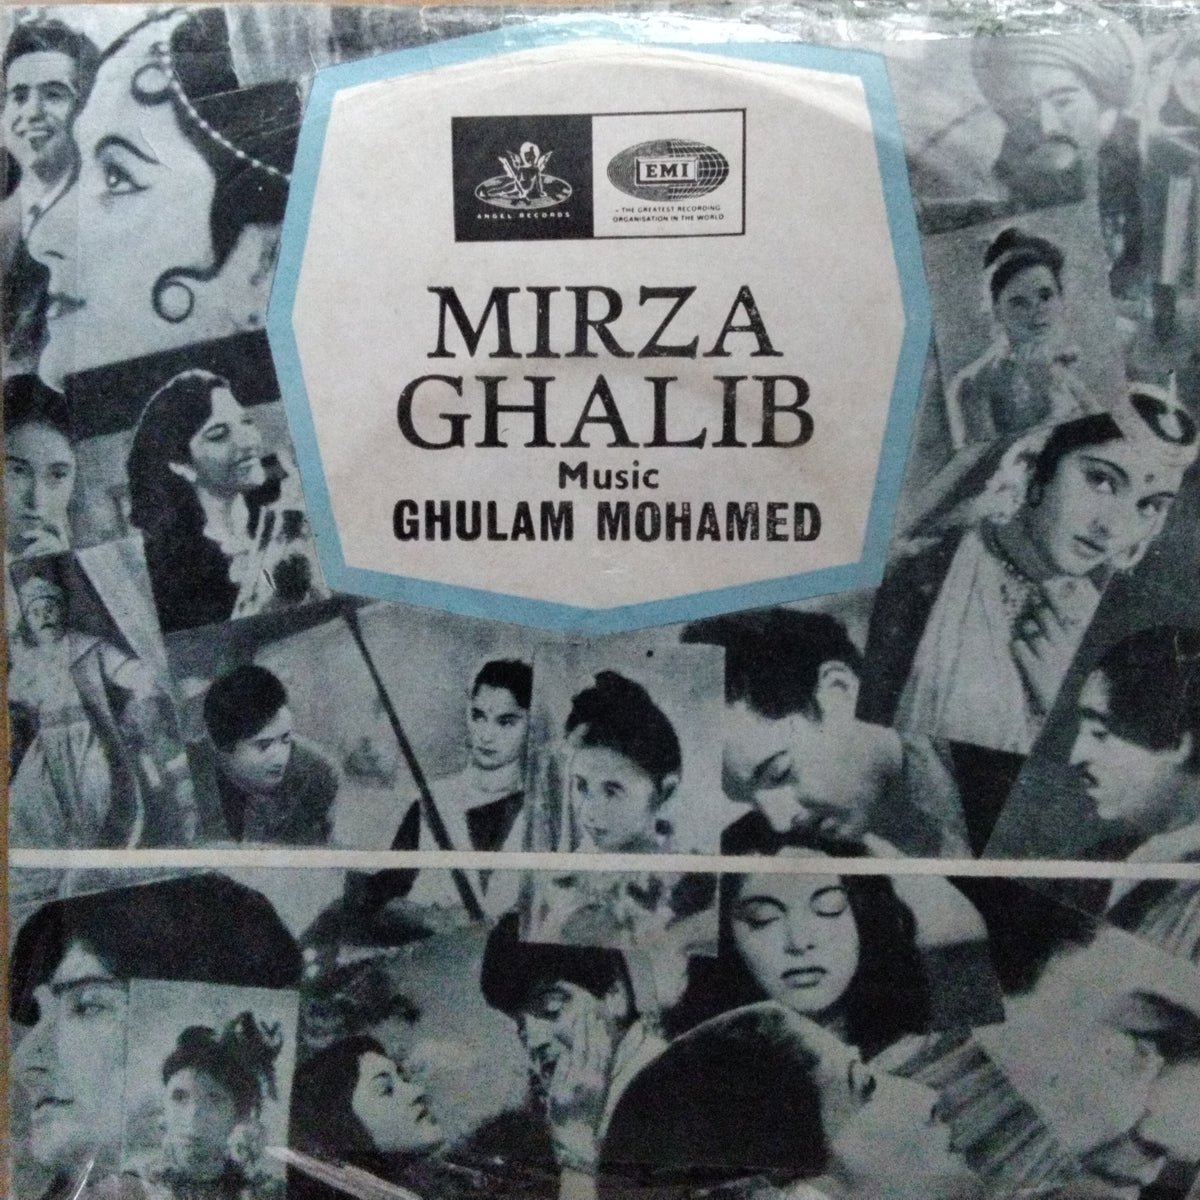 ANGEL RECORDS
EMI
- THE GREATEST RECORDING
ORGANISATION IN THE WORLD
MIRZA
GHALIB
Music
GHULAM MOHAMED